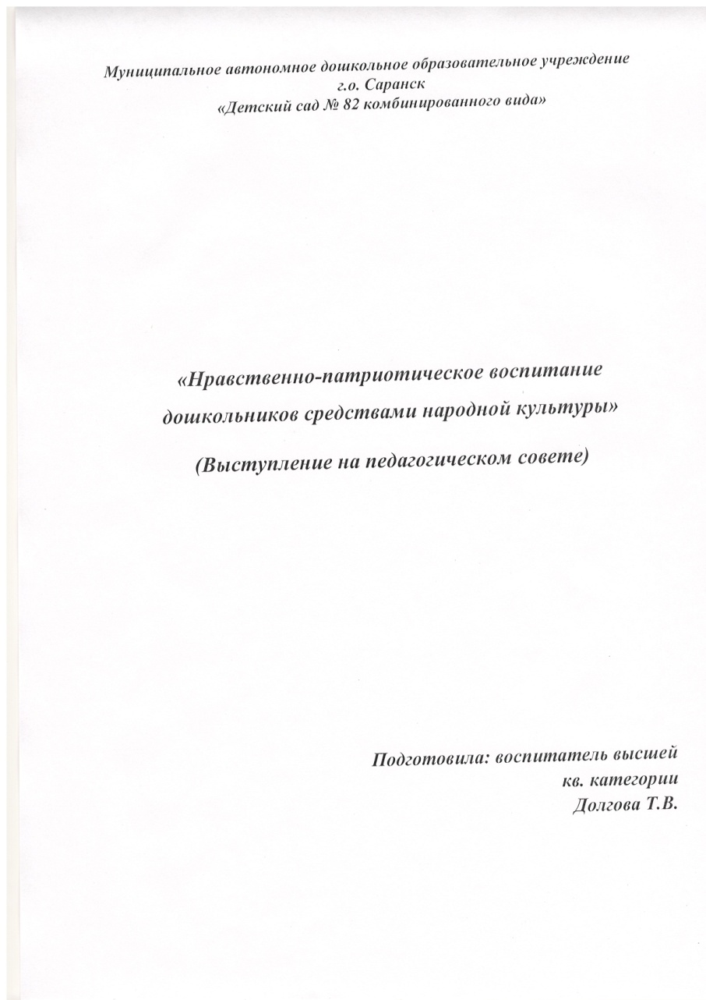 Муниципальное автономное дошкольное образовательное учреждение
г.о. Саранск
«Детский сад № 82 комбинированного вида»
«Нравственно-патриотическое воспитание
дошкольников средствами народной культуры»
(Выступление на педагогическом совете)
Подготовила: воспитатель высшей
кв. категории
Долгова Т.В.